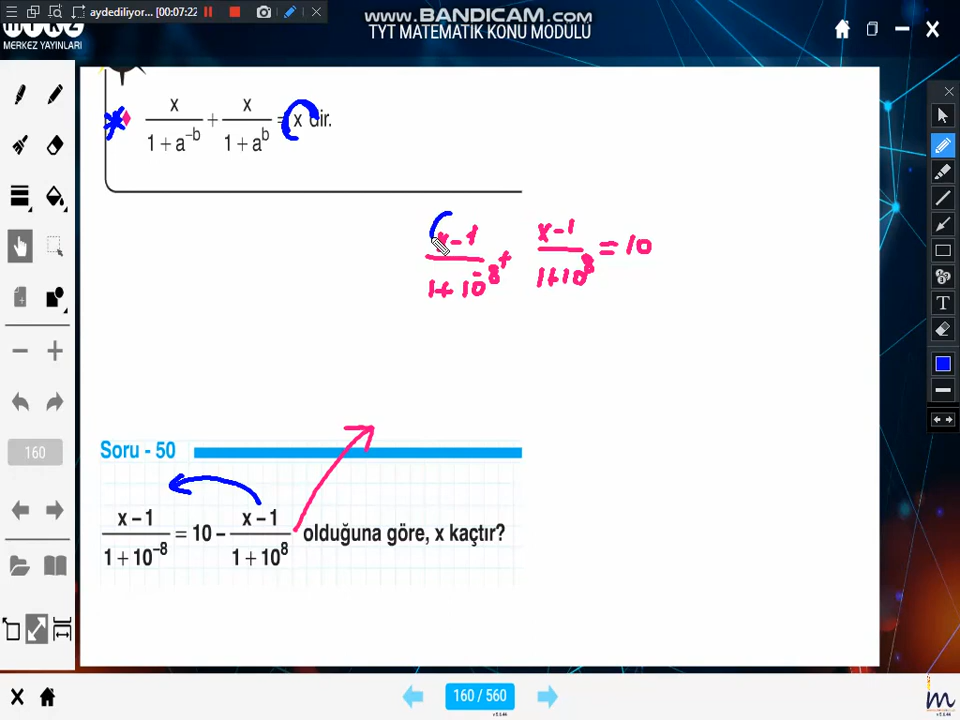 aydediliyor... (00:07:22)
www.BANDICAM.com
MERKEZ YAYINLARI
TYT MATEMATİK KONU MODULU
x/(1 + a^-b) + x/(1 + a^b) = x dir.
x-1/(1+10^-8) + x-1/(1+10^8) = 10
Soru - 50
(x – 1)/(1 + 10^–8) = 10 – (x – 1)/(1 + 10^8) olduğuna göre, x kaçtır?
160
160 / 560